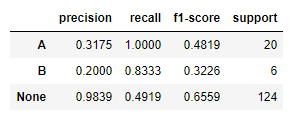 precision recall f1-score support
A 0.3175 1.0000 0.4819 20
B 0.2000 0.8333 0.3226 6
None 0.9839 0.4919 0.6559 124